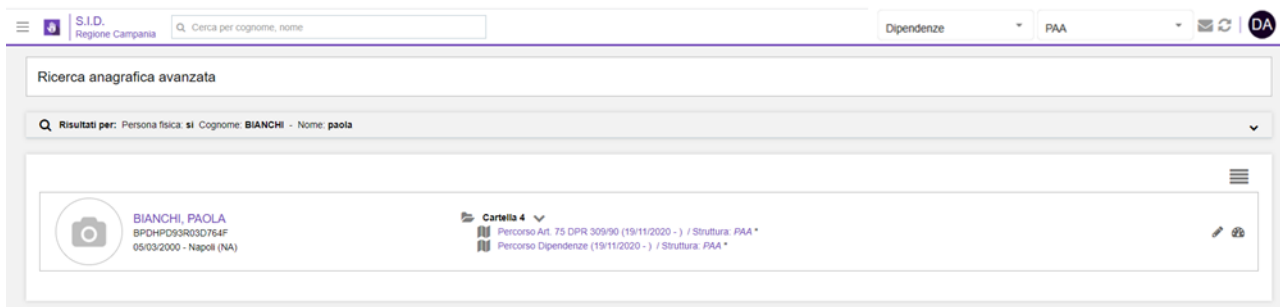 S.I.D.
Regione Campania
Cerca per cognome, nome
Dipendenze
PAA
DA
Ricerca anagrafica avanzata
Risultati per: Persona fisica: si Cognome: BIANCHI - Nome: paola
BIANCHI, PAOLA
BPDHPD93R03D764F
05/03/2000 - Napoli (NA)
Cartella 4
Percorso Art. 75 DPR 309/90 (19/11/2020 - ) / Struttura: PAA *
Percorso Dipendenze (19/11/2020 - ) / Struttura: PAA *